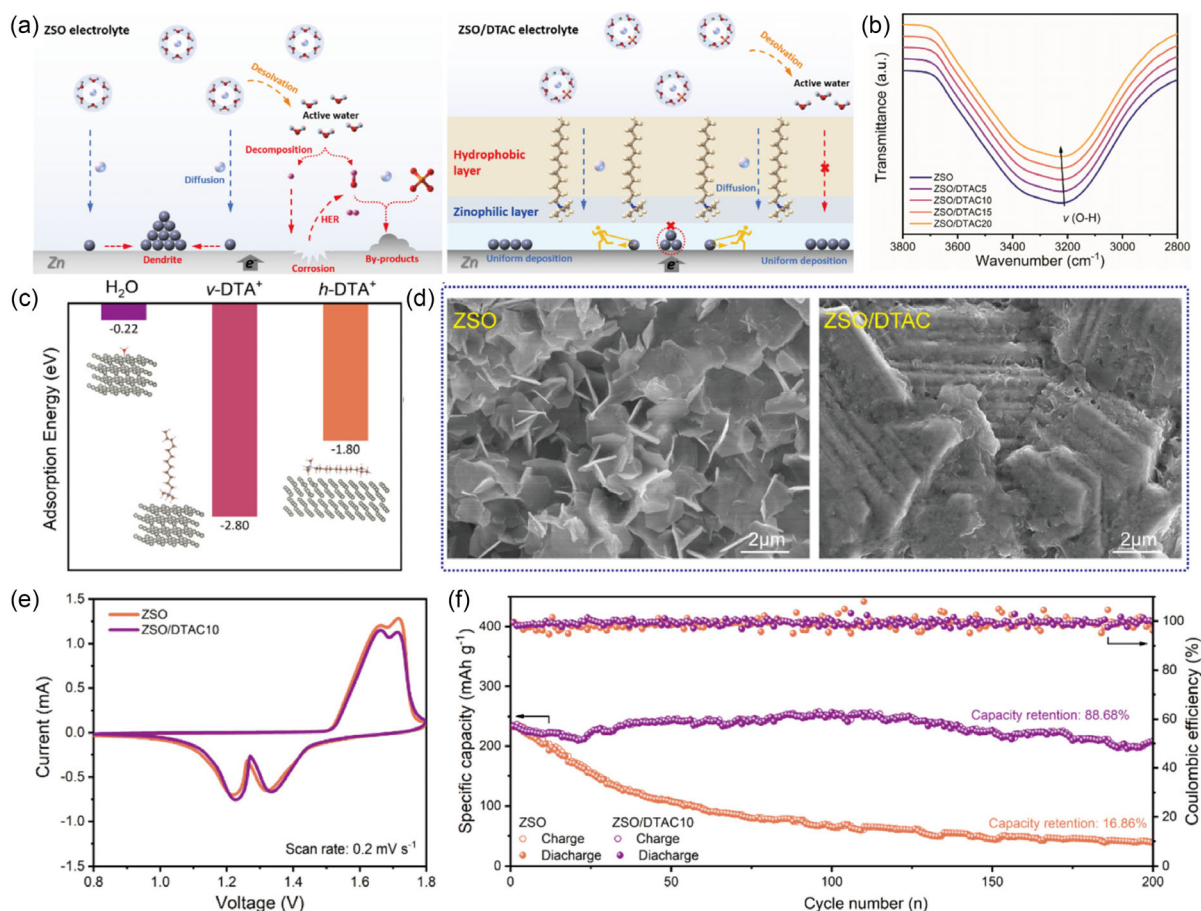 (a)
ZSO electrolyte
Desolvation
Active water
Decomposition
Diffusion
HER
Dendrite
Corrosion
By-products
Zn
e⁻
ZSO/DTAC electrolyte
Desolvation
Active water
Hydrophobic
layer
Diffusion
Zinophilic layer
Uniform deposition
Uniform deposition
Zn
e⁻
(b)
Transmittance (a.u.)
ZSO
ZSO/DTAC5
ZSO/DTAC10
ZSO/DTAC15
ZSO/DTAC20
v (O-H)
3800 3600 3400 3200 3000 2800
Wavenumber (cm⁻¹)
(c)
Adsorption Energy (eV)
H₂O v-DTA⁺ h-DTA⁺
-0.22
-1.80
-2.80
(d)
ZSO
2μm
ZSO/DTAC
2μm
(e)
Current (mA)
1.5
1.0
0.5
0.0
-0.5
-1.0
-1.5
ZSO
ZSO/DTAC10
Scan rate: 0.2 mV s⁻¹
0.8 1.0 1.2 1.4 1.6 1.8
Voltage (V)
(f)
Specific capacity (mAh g⁻¹)
400
300
200
100
0
Capacity retention: 88.68%
Capacity retention: 16.86%
ZSO ZSO/DTAC10
Charge Charge
Diacharge Diacharge
100
80
60
40
20
0
Coulombic efficiency (%)
0 50 100 150 200
Cycle number (n)